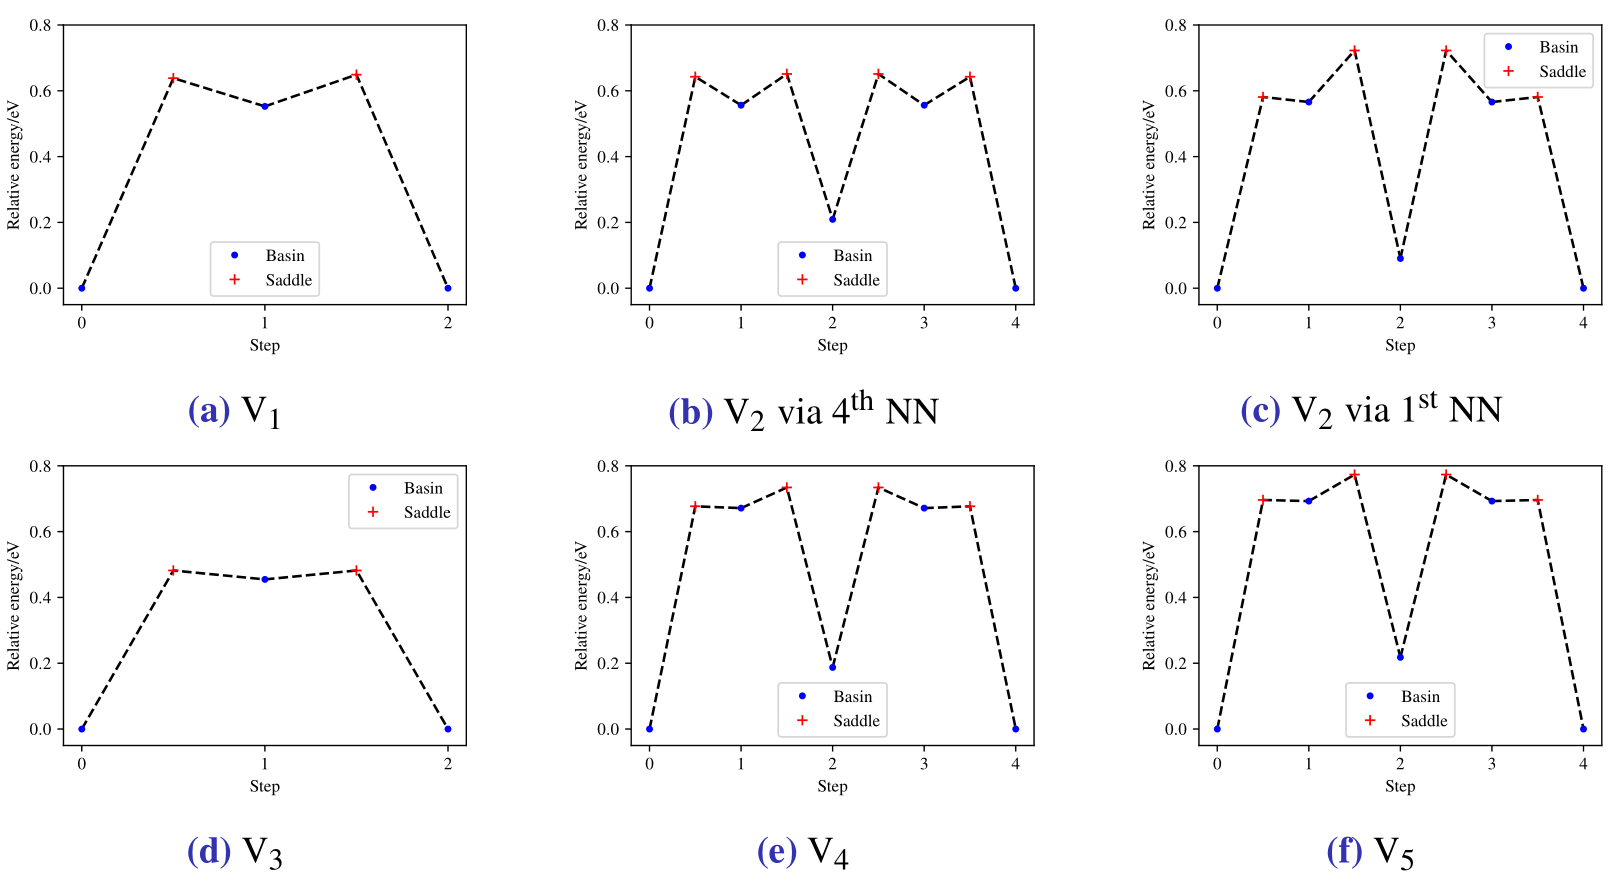 0.8
0.6
0.4
0.2
0.0
Relative energy/eV
Basin
Saddle
0 1 2
Step
(a) V1
0.8
0.6
0.4
0.2
0.0
Relative energy/eV
Basin
Saddle
0 1 2 3 4
Step
(b) V2 via 4th NN
0.8
0.6
0.4
0.2
0.0
Relative energy/eV
Basin
Saddle
0 1 2 3 4
Step
(c) V2 via 1st NN
0.8
0.6
0.4
0.2
0.0
Relative energy/eV
Basin
Saddle
0 1 2
Step
(d) V3
0.8
0.6
0.4
0.2
0.0
Relative energy/eV
Basin
Saddle
0 1 2 3 4
Step
(e) V4
0.8
0.6
0.4
0.2
0.0
Relative energy/eV
Basin
Saddle
0 1 2 3 4
Step
(f) V5